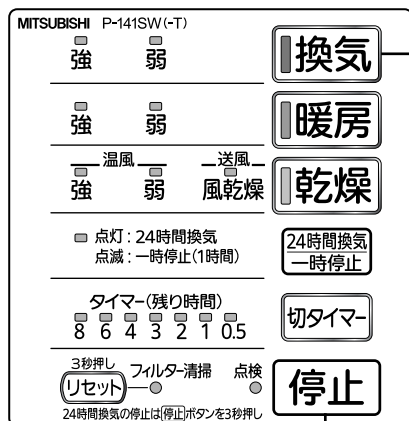 MITSUBISHI P-141SW(-T)
強 弱 換気
強 弱 暖房
温風 送風
強 弱 風乾燥 乾燥
点灯:24時間換気
点滅:一時停止(1時間)
24時間換気
一時停止
タイマー(残り時間)
8 6 4 3 2 1 0.5
切タイマー
3秒押し
リセット フィルター清掃 点検
停止
24時間換気の停止は停止ボタンを3秒押し